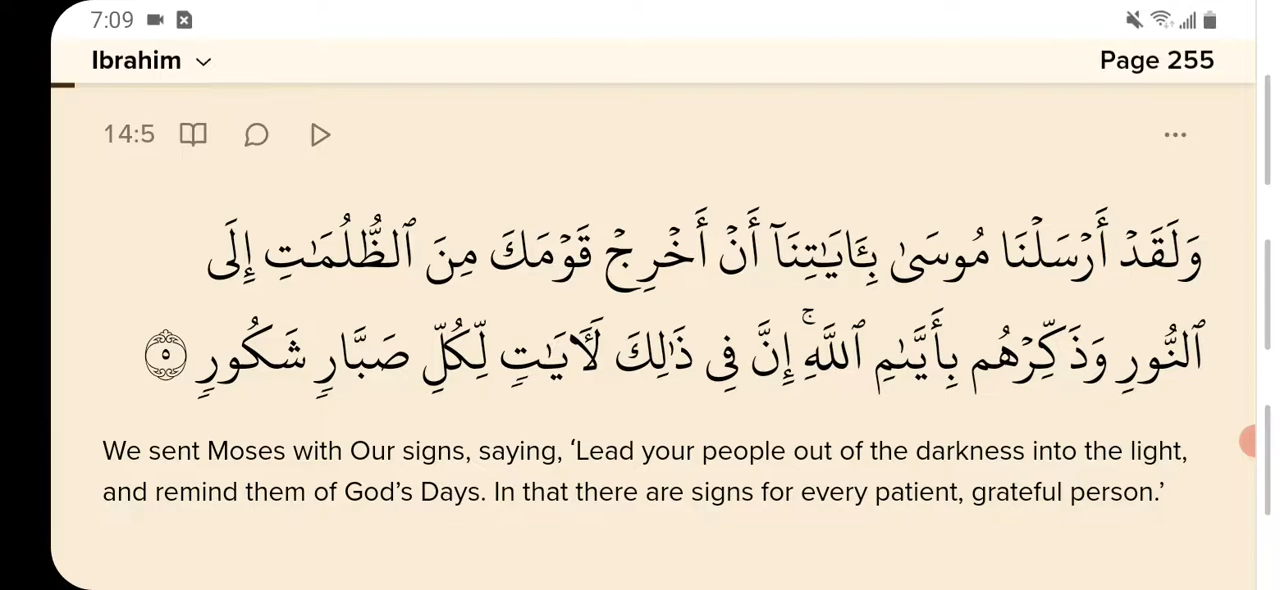 7:09
Ibrahim
Page 255
14:5
وَلَقَدْ أَرْسَلْنَا مُوسَىٰ بِـَٔايَـٰتِنَآ أَنْ أَخْرِجْ قَوْمَكَ مِنَ ٱلظُّلُمَـٰتِ إِلَى
ٱلنُّورِ وَذَكِّرْهُم بِأَيَّىٰمِ ٱللَّهِ ۚ إِنَّ فِى ذَٰلِكَ لَـَٔايَـٰتٍ لِّكُلِّ صَبَّارٍ شَكُورٍ ٥
We sent Moses with Our signs, saying, ‘Lead your people out of the darkness into the light,
and remind them of God’s Days. In that there are signs for every patient, grateful person.’